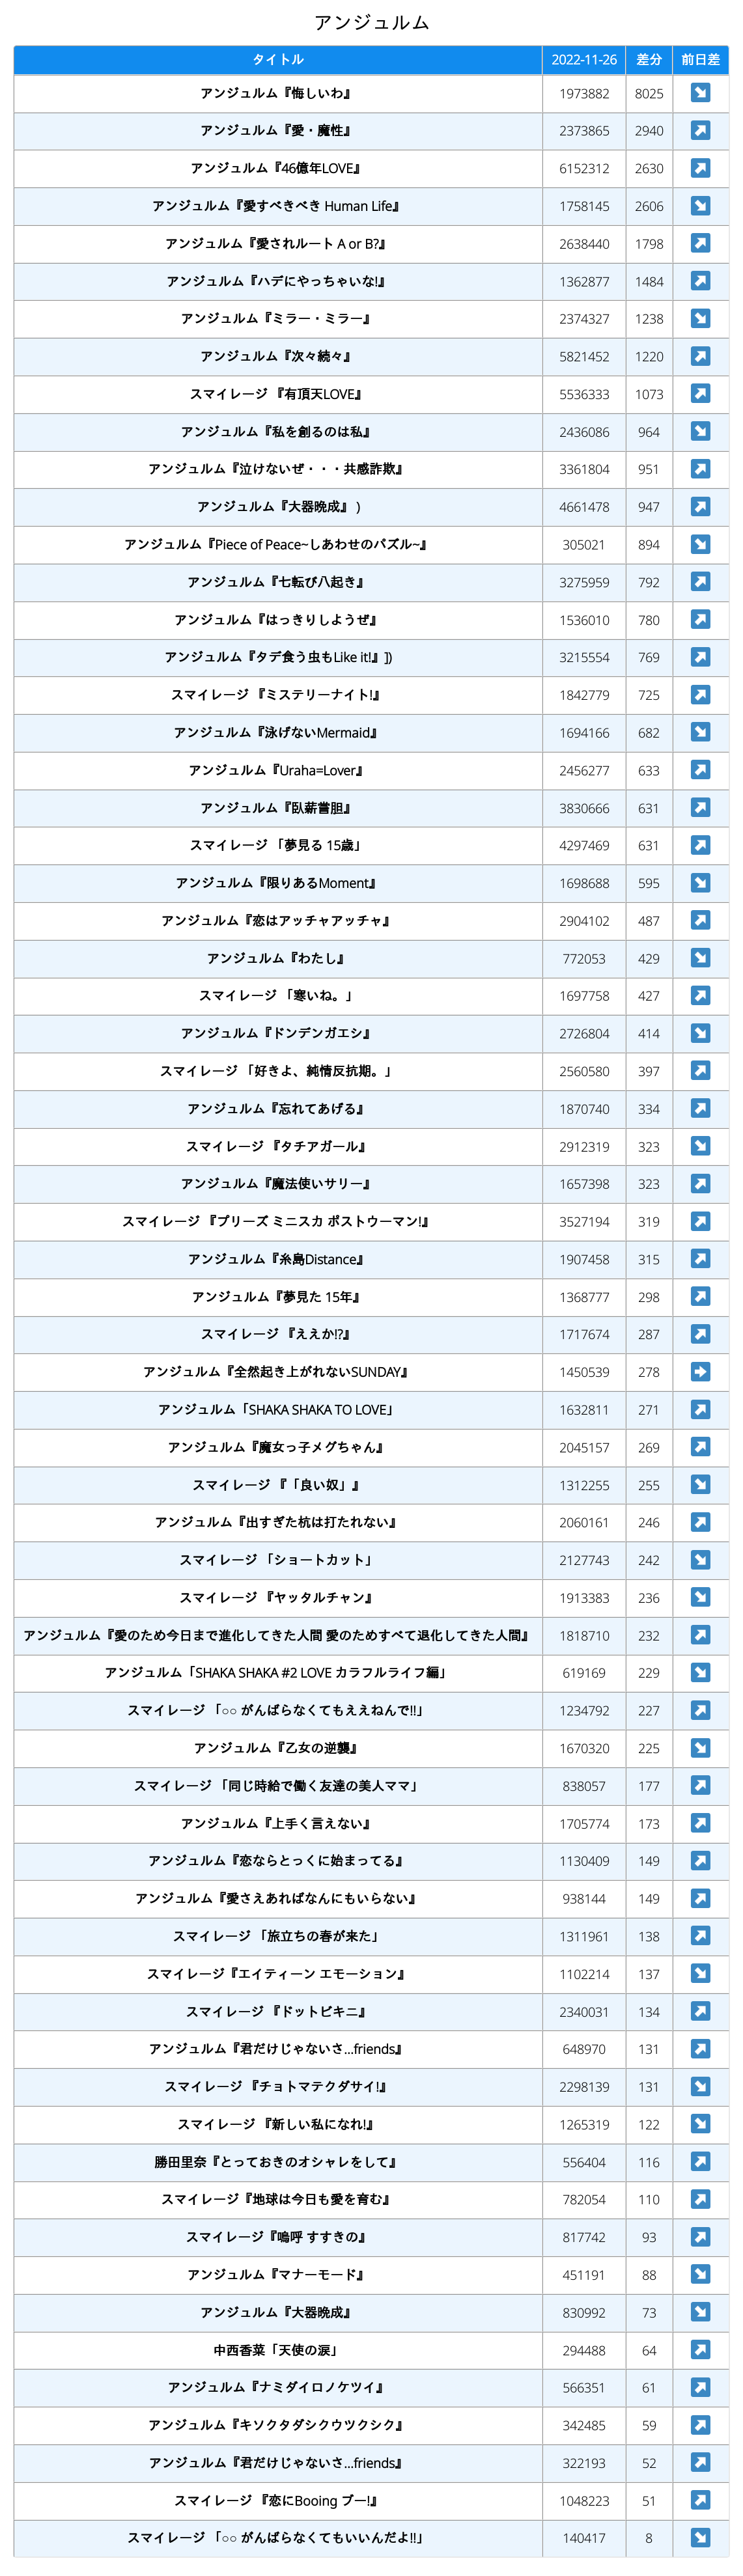 アンジュルム
タイトル 2022-11-26 差分 前日差
アンジュルム『悔しいわ』 1973882 8025 ↘
アンジュルム『愛・魔性』 2373865 2940 ↗
アンジュルム『46億年LOVE』 6152312 2630 ↗
アンジュルム『愛すべきべき Human Life』 1758145 2606 ↘
アンジュルム『愛されルート A or B?』 2638440 1798 ↗
アンジュルム『ハデにやっちゃいな!』 1362877 1484 ↗
アンジュルム『ミラー・ミラー』 2374327 1238 ↘
アンジュルム『次々続々』 5821452 1220 ↗
スマイレージ 『有頂天LOVE』 5536333 1073 ↗
アンジュルム『私を創るのは私』 2436086 964 ↘
アンジュルム『泣けないぜ・・・共感詐欺』 3361804 951 ↗
アンジュルム『大器晩成』 ) 4661478 947 ↗
アンジュルム『Piece of Peace~しあわせのパズル~』 305021 894 ↘
アンジュルム『七転び八起き』 3275959 792 ↗
アンジュルム『はっきりしようぜ』 1536010 780 ↗
アンジュルム『タデ食う虫もLike it!』]) 3215554 769 ↗
スマイレージ 『ミステリーナイト!』 1842779 725 ↗
アンジュルム『泳げないMermaid』 1694166 682 ↘
アンジュルム『Uraha=Lover』 2456277 633 ↗
アンジュルム『臥薪嘗胆』 3830666 631 ↗
スマイレージ 「夢見る 15歳」 4297469 631 ↗
アンジュルム『限りあるMoment』 1698688 595 ↘
アンジュルム『恋はアッチャアッチャ』 2904102 487 ↗
アンジュルム『わたし』 772053 429 ↘
スマイレージ 「寒いね。」 1697758 427 ↗
アンジュルム『ドンデンガエシ』 2726804 414 ↘
スマイレージ 「好きよ、純情反抗期。」 2560580 397 ↗
アンジュルム『忘れてあげる』 1870740 334 ↗
スマイレージ 『タチアガール』 2912319 323 ↘
アンジュルム『魔法使いサリー』 1657398 323 ↗
スマイレージ 『プリーズ ミニスカ ポストウーマン!』 3527194 319 ↗
アンジュルム『糸島Distance』 1907458 315 ↗
アンジュルム『夢見た 15年』 1368777 298 ↗
スマイレージ 『ええか!?』 1717674 287 ↗
アンジュルム『全然起き上がれないSUNDAY』 1450539 278 ➡
アンジュルム「SHAKA SHAKA TO LOVE」 1632811 271 ↗
アンジュルム『魔女っ子メグちゃん』 2045157 269 ↗
スマイレージ 『「良い奴」』 1312255 255 ↘
アンジュルム『出すぎた杭は打たれない』 2060161 246 ↗
スマイレージ 「ショートカット」 2127743 242 ↘
スマイレージ 『ヤッタルチャン』 1913383 236 ↘
アンジュルム『愛のため今日まで進化してきた人間 愛のためすべて退化してきた人間』 1818710 232 ↗
アンジュルム「SHAKA SHAKA #2 LOVE カラフルライフ編」 619169 229 ↘
スマイレージ 「○○ がんばらなくてもええねんで!!」 1234792 227 ↗
アンジュルム『乙女の逆襲』 1670320 225 ↘
スマイレージ 「同じ時給で働く友達の美人ママ」 838057 177 ↗
アンジュルム『上手く言えない』 1705774 173 ↗
アンジュルム『恋ならとっくに始まってる』 1130409 149 ↗
アンジュルム『愛さえあればなんにもいらない』 938144 149 ↗
スマイレージ 「旅立ちの春が来た」 1311961 138 ↗
スマイレージ『エイティーン エモーション』 1102214 137 ↘
スマイレージ 『ドットビキニ』 2340031 134 ↗
アンジュルム『君だけじゃないさ...friends』 648970 131 ↗
スマイレージ 『チョトマテクダサイ!』 2298139 131 ↘
スマイレージ 『新しい私になれ!』 1265319 122 ↘
勝田里奈『とっておきのオシャレをして』 556404 116 ↗
スマイレージ『地球は今日も愛を育む』 782054 110 ↗
スマイレージ『嗚呼 すすきの』 817742 93 ↗
アンジュルム『マナーモード』 451191 88 ↘
アンジュルム『大器晩成』 830992 73 ↘
中西香菜「天使の涙」 294488 64 ↗
アンジュルム『ナミダイロノケツイ』 566351 61 ↗
アンジュルム『キソクタダシクウツクシク』 342485 59 ↗
アンジュルム『君だけじゃないさ...friends』 322193 52 ↗
スマイレージ 『恋にBooing ブー!』 1048223 51 ↗
スマイレージ 「○○ がんばらなくてもいいんだよ!!」 140417 8 ↘